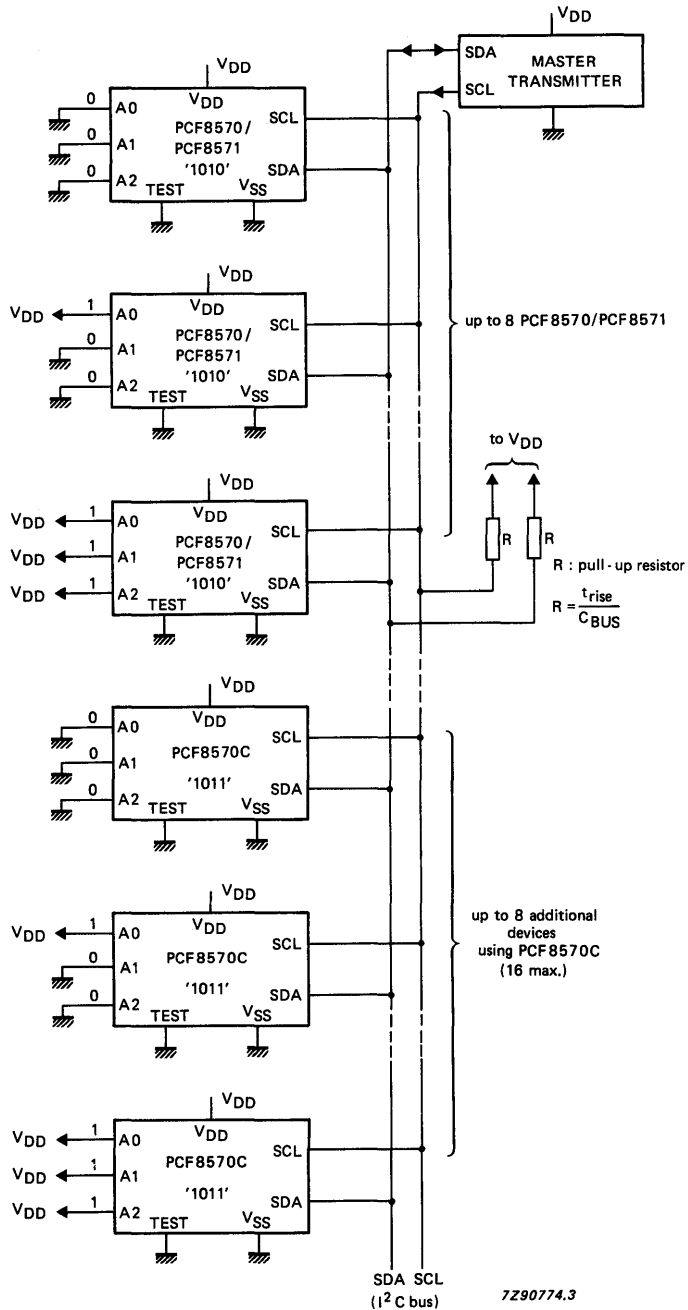 VDD
SDA
MASTER
TRANSMITTER
SCL
VDD
0 A0
VDD
SCL
PCF8570/
PCF8571
'1010'
0 A1
0 A2
SDA
TEST
VSS
VDD
VDD 1 A0
VDD
SCL
PCF8570/
PCF8571
'1010'
0 A1
0 A2
SDA
TEST
VSS
up to 8 PCF8570/PCF8571
to VDD
VDD
VDD 1 A0
VDD
SCL
PCF8570/
PCF8571
'1010'
VDD 1 A1
VDD 1 A2
SDA
TEST
VSS
R
R
R : pull-up resistor
R = trise
CBUS
VDD
0 A0
VDD
SCL
PCF8570C
'1011'
0 A1
0 A2
SDA
TEST
VSS
VDD
VDD 1 A0
VDD
SCL
PCF8570C
'1011'
0 A1
0 A2
SDA
TEST
VSS
up to 8 additional
devices
using PCF8570C
(16 max.)
VDD
VDD 1 A0
VDD
SCL
PCF8570C
'1011'
VDD 1 A1
VDD 1 A2
SDA
TEST
VSS
SDA SCL
(I²C bus)
7Z90774.3